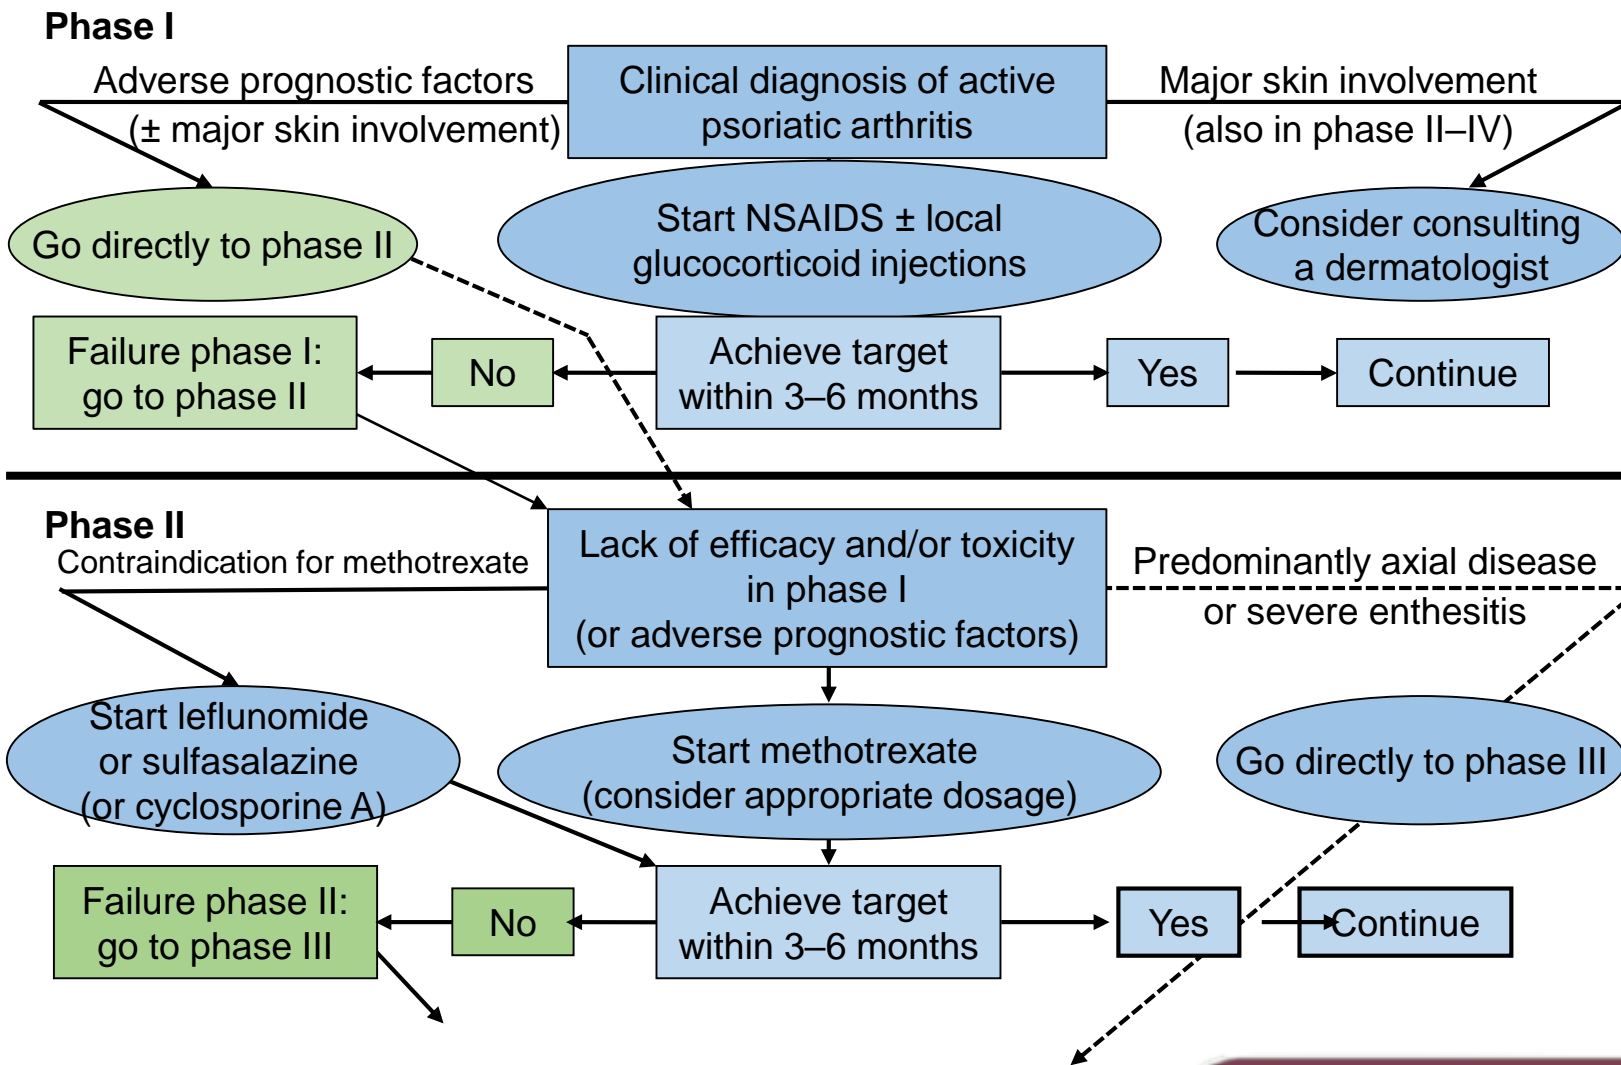 Phase I
Adverse prognostic factors
(± major skin involvement)
Clinical diagnosis of active
psoriatic arthritis
Major skin involvement
(also in phase II–IV)
Go directly to phase II
Start NSAIDS ± local
glucocorticoid injections
Consider consulting
a dermatologist
Failure phase I:
go to phase II
No
Achieve target
within 3–6 months
Yes
Continue
Phase II
Contraindication for methotrexate
Lack of efficacy and/or toxicity
in phase I
(or adverse prognostic factors)
Predominantly axial disease
or severe enthesitis
Start leflunomide
or sulfasalazine
(or cyclosporine A)
Start methotrexate
(consider appropriate dosage)
Go directly to phase III
Failure phase II:
go to phase III
No
Achieve target
within 3–6 months
Yes
Continue